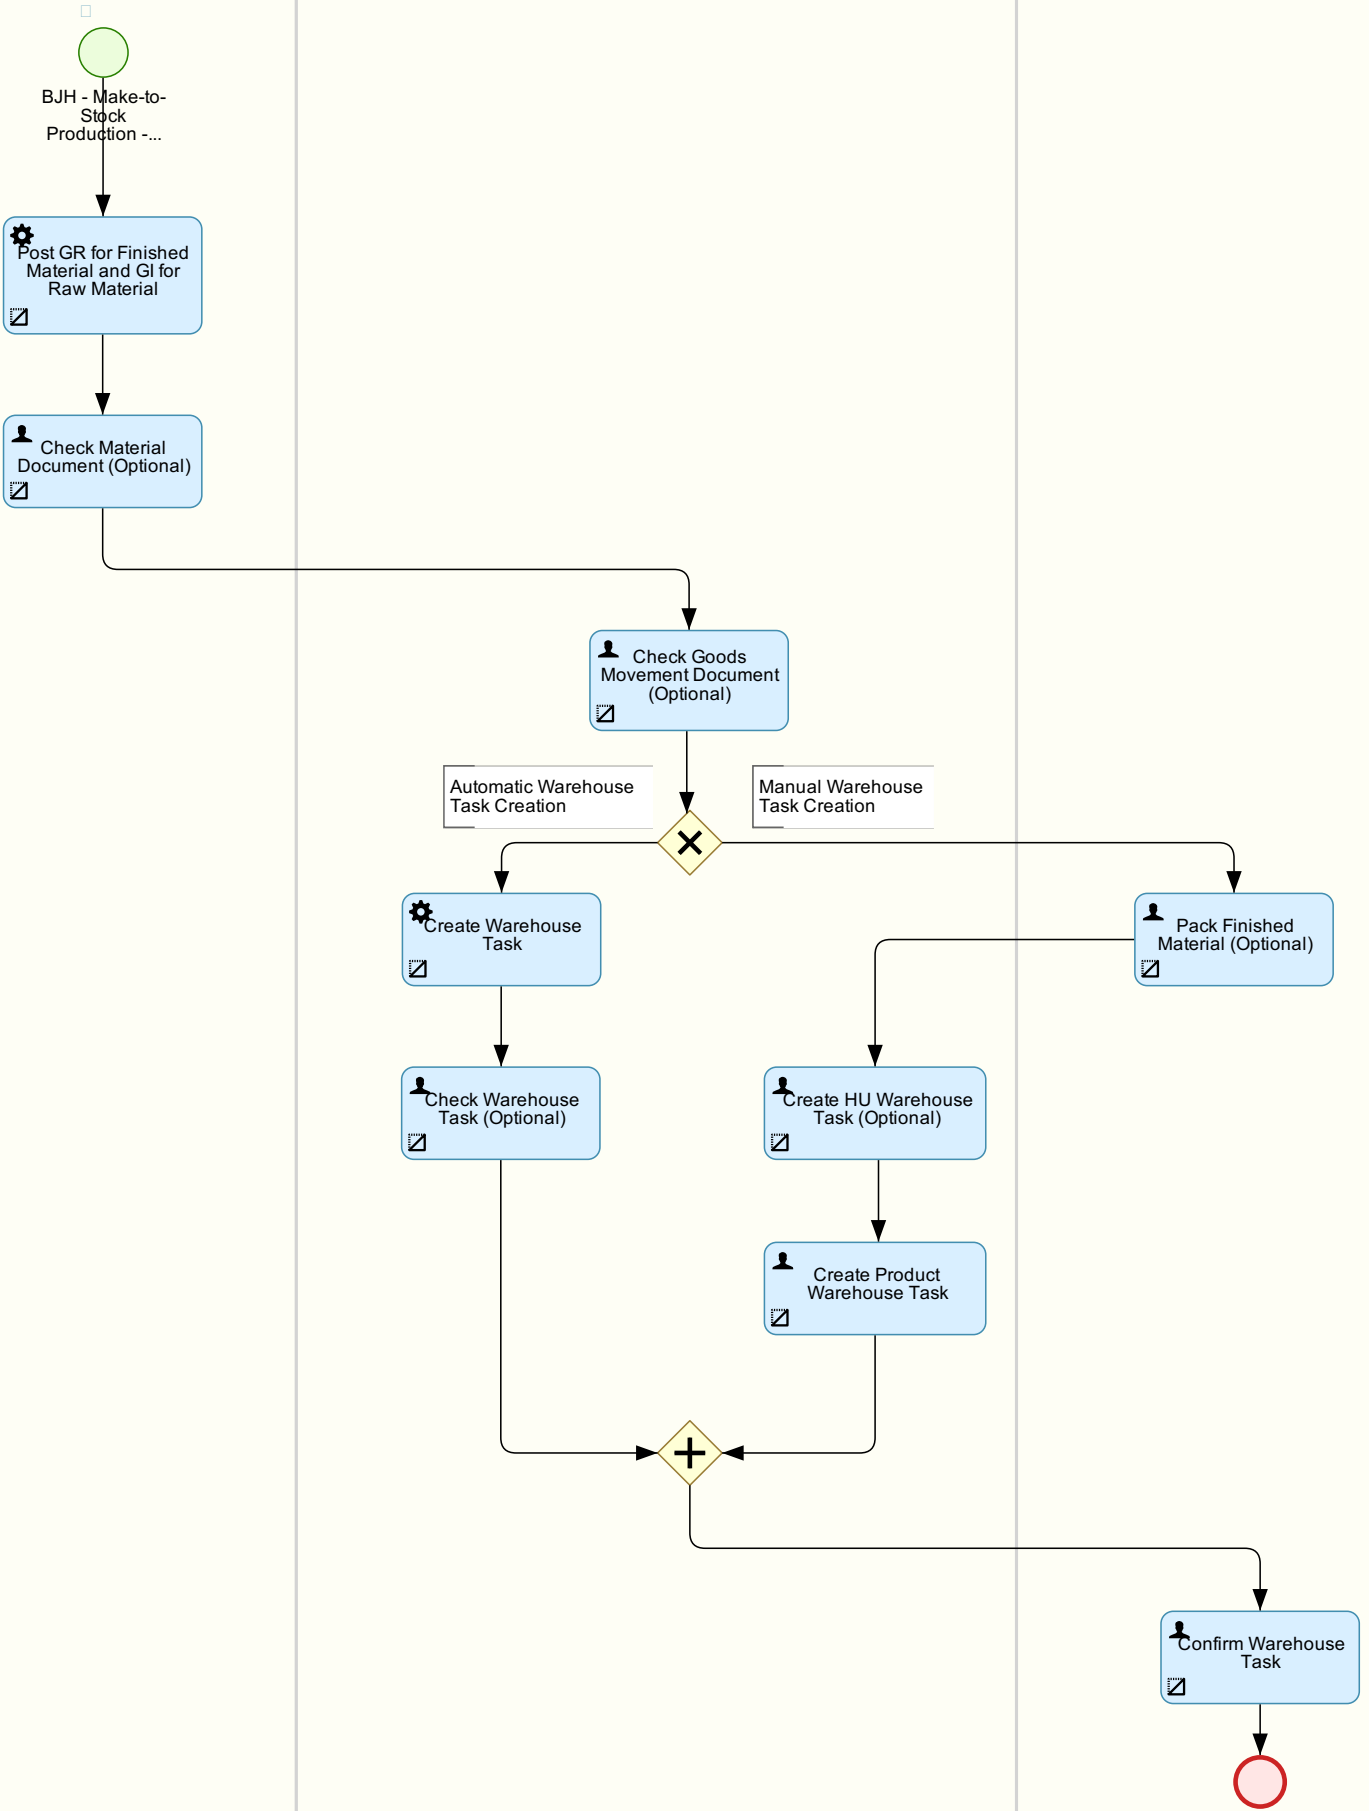 BJH - Make-to-
Stock
Production -...
Post GR for Finished
Material and GI for
Raw Material
Check Material
Document (Optional)
Check Goods
Movement Document
(Optional)
Automatic Warehouse
Task Creation
Manual Warehouse
Task Creation
Create Warehouse
Task
Pack Finished
Material (Optional)
Check Warehouse
Task (Optional)
Create HU Warehouse
Task (Optional)
Create Product
Warehouse Task
Confirm Warehouse
Task